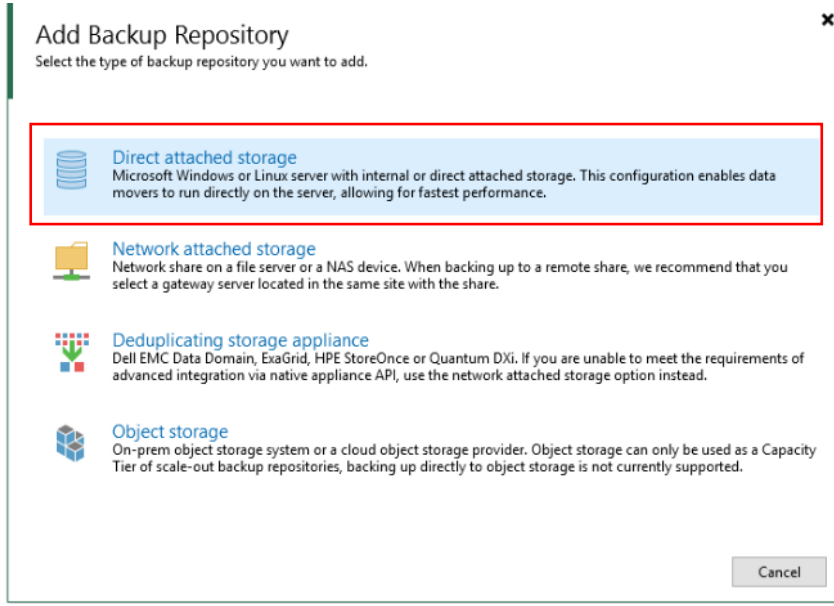 Add Backup Repository
Select the type of backup repository you want to add.
Direct attached storage
Microsoft Windows or Linux server with internal or direct attached storage. This configuration enables data
movers to run directly on the server, allowing for fastest performance.
Network attached storage
Network share on a file server or a NAS device. When backing up to a remote share, we recommend that you
select a gateway server located in the same site with the share.
Deduplicating storage appliance
Dell EMC Data Domain, ExaGrid, HPE StoreOnce or Quantum DXi. If you are unable to meet the requirements of
advanced integration via native appliance API, use the network attached storage option instead.
Object storage
On-prem object storage system or a cloud object storage provider. Object storage can only be used as a Capacity
Tier of scale-out backup repositories, backing up directly to object storage is not currently supported.
Cancel